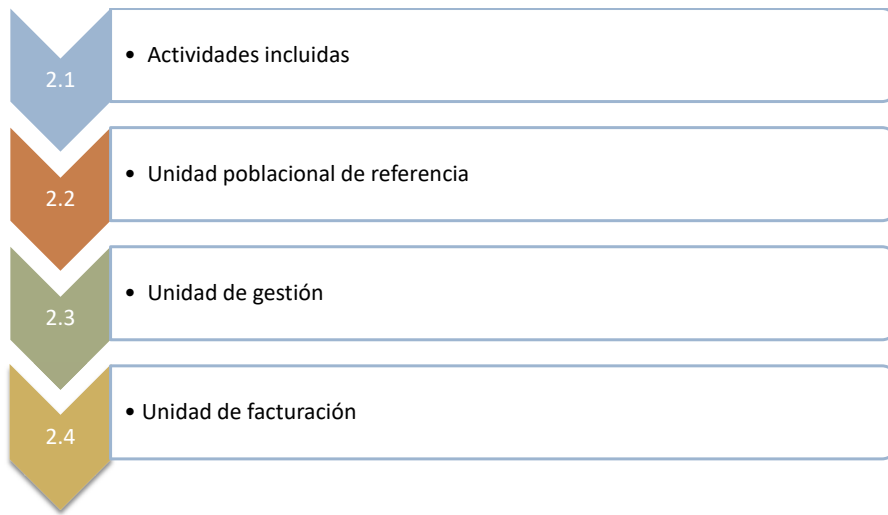 2.1
• Actividades incluidas
2.2
• Unidad poblacional de referencia
2.3
• Unidad de gestión
2.4
• Unidad de facturación